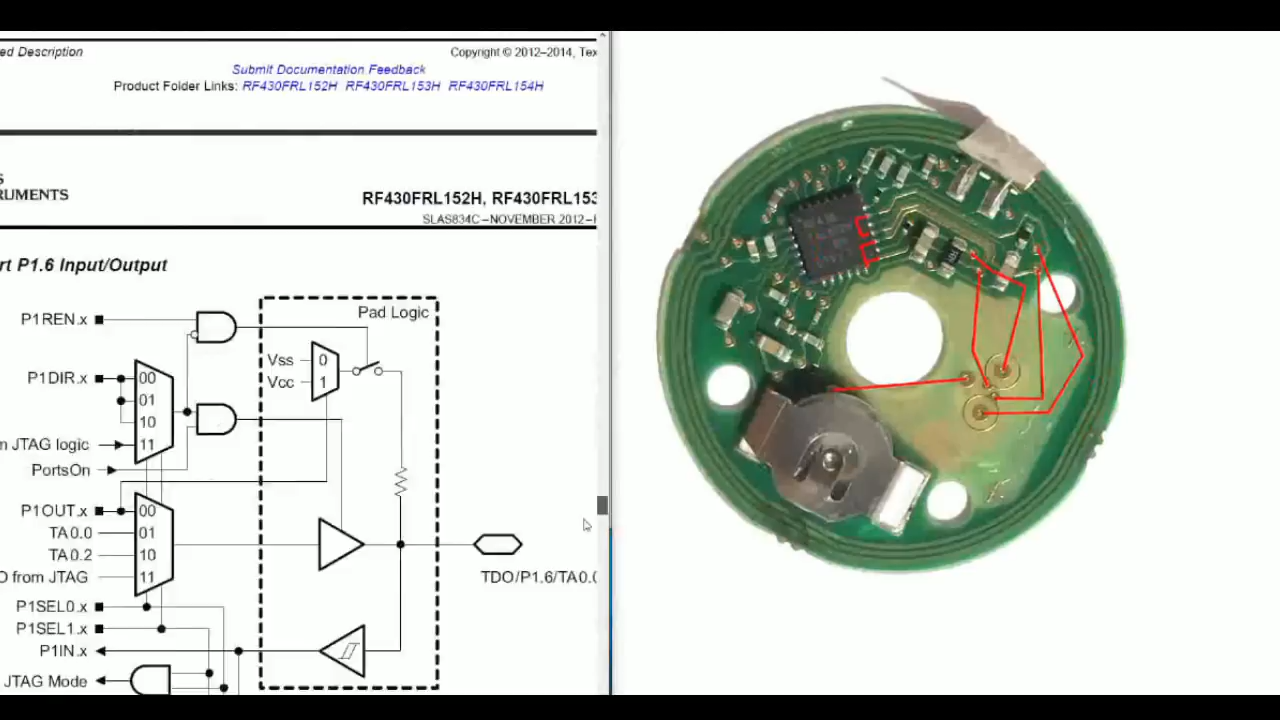 ed Description
Copyright © 2012–2014, Tex
Submit Documentation Feedback
Product Folder Links: RF430FRL152H RF430FRL153H RF430FRL154H
S
RUMENTS
RF430FRL152H, RF430FRL153
SLAS834C–NOVEMBER 2012–
rt P1.6 Input/Output
Pad Logic
P1REN.x
Vss 0
Vcc 1
P1DIR.x 00
01
10
m JTAG logic 11
PortsOn
P1OUT.x 00
TA0.0 01
TA0.2 10
O from JTAG 11
TDO/P1.6/TA0.0
P1SEL0.x
P1SEL1.x
P1IN.x
JTAG Mode